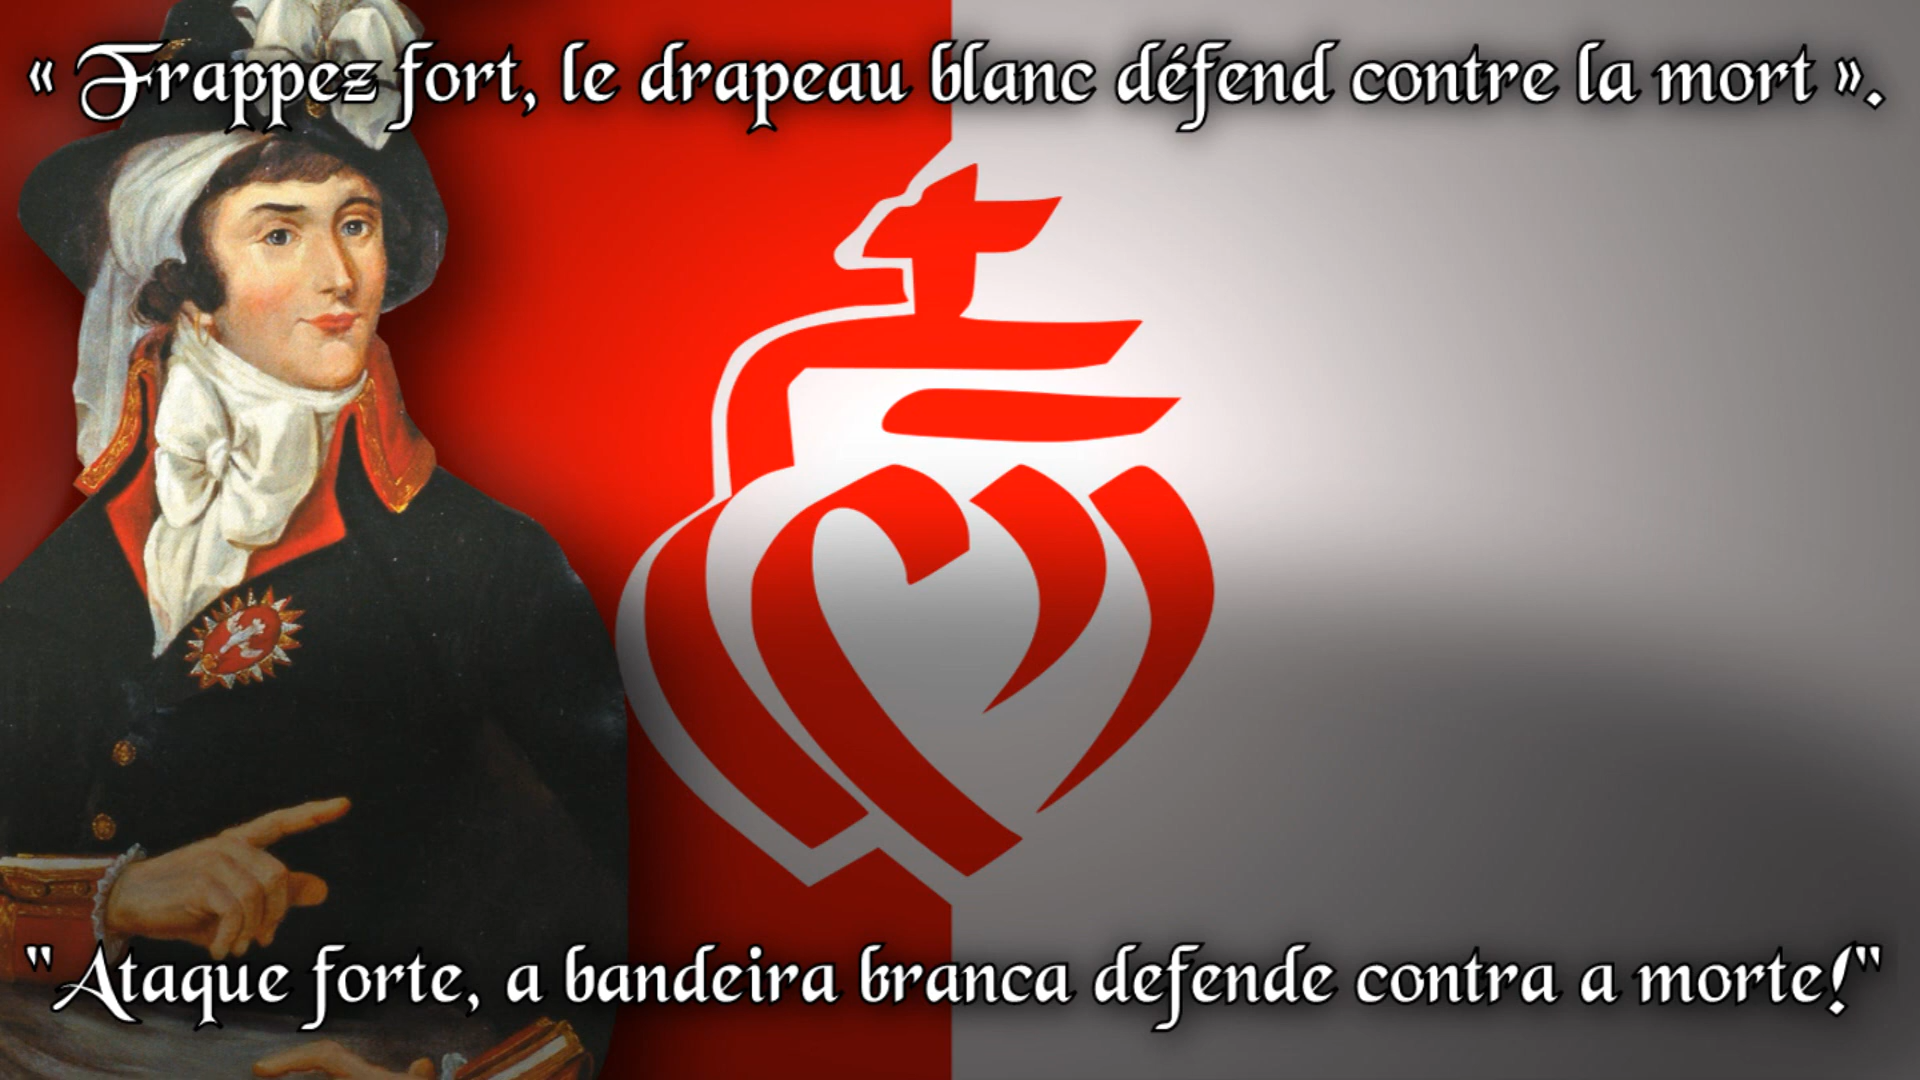 « Frappez fort, le drapeau blanc défend contre la mort ».
"Ataque forte, a bandeira branca defende contra a morte!"